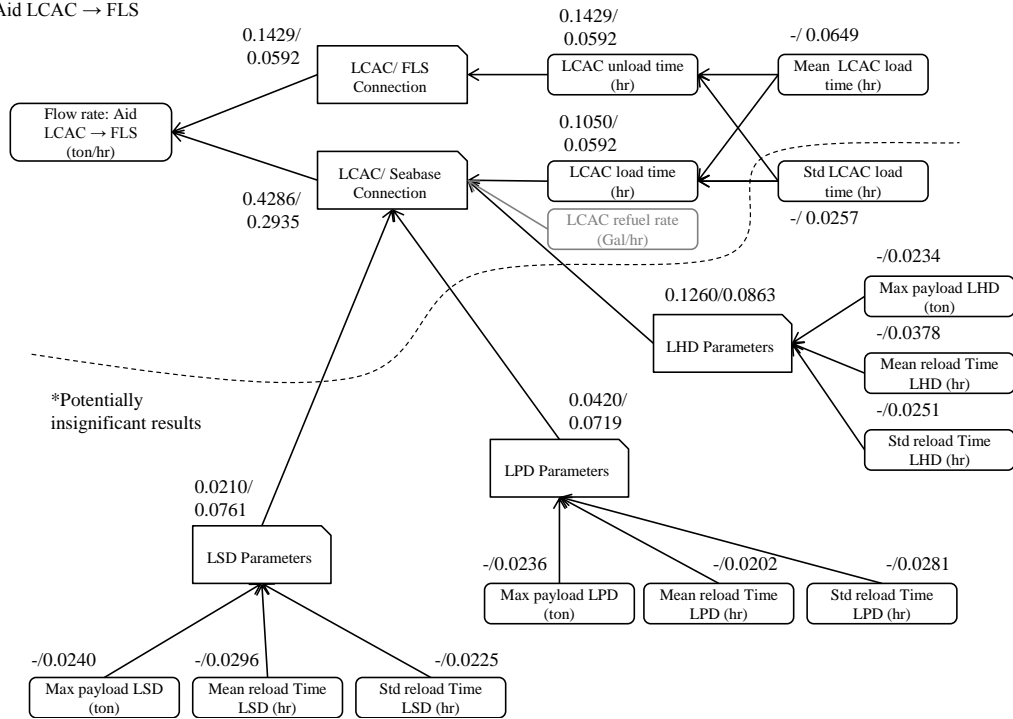 Aid LCAC → FLS
0.1429/
0.0592
0.1429/
0.0592
-/ 0.0649
LCAC/ FLS
Connection
LCAC unload time
(hr)
Mean LCAC load
time (hr)
Flow rate: Aid
LCAC → FLS
(ton/hr)
0.1050/
0.0592
LCAC/ Seabase
Connection
LCAC load time
(hr)
Std LCAC load
time (hr)
0.4286/
0.2935
LCAC refuel rate
(Gal/hr)
-/ 0.0257
-/0.0234
0.1260/0.0863
Max payload LHD
(ton)
-/0.0378
LHD Parameters
Mean reload Time
LHD (hr)
-/0.0251
*Potentially
insignificant results
0.0420/
0.0719
Std reload Time
LHD (hr)
LPD Parameters
0.0210/
0.0761
LSD Parameters
-/0.0236
-/0.0202
-/0.0281
Max payload LPD
(ton)
Mean reload Time
LPD (hr)
Std reload Time
LPD (hr)
-/0.0240
-/0.0296
-/0.0225
Max payload LSD
(ton)
Mean reload Time
LSD (hr)
Std reload Time
LSD (hr)